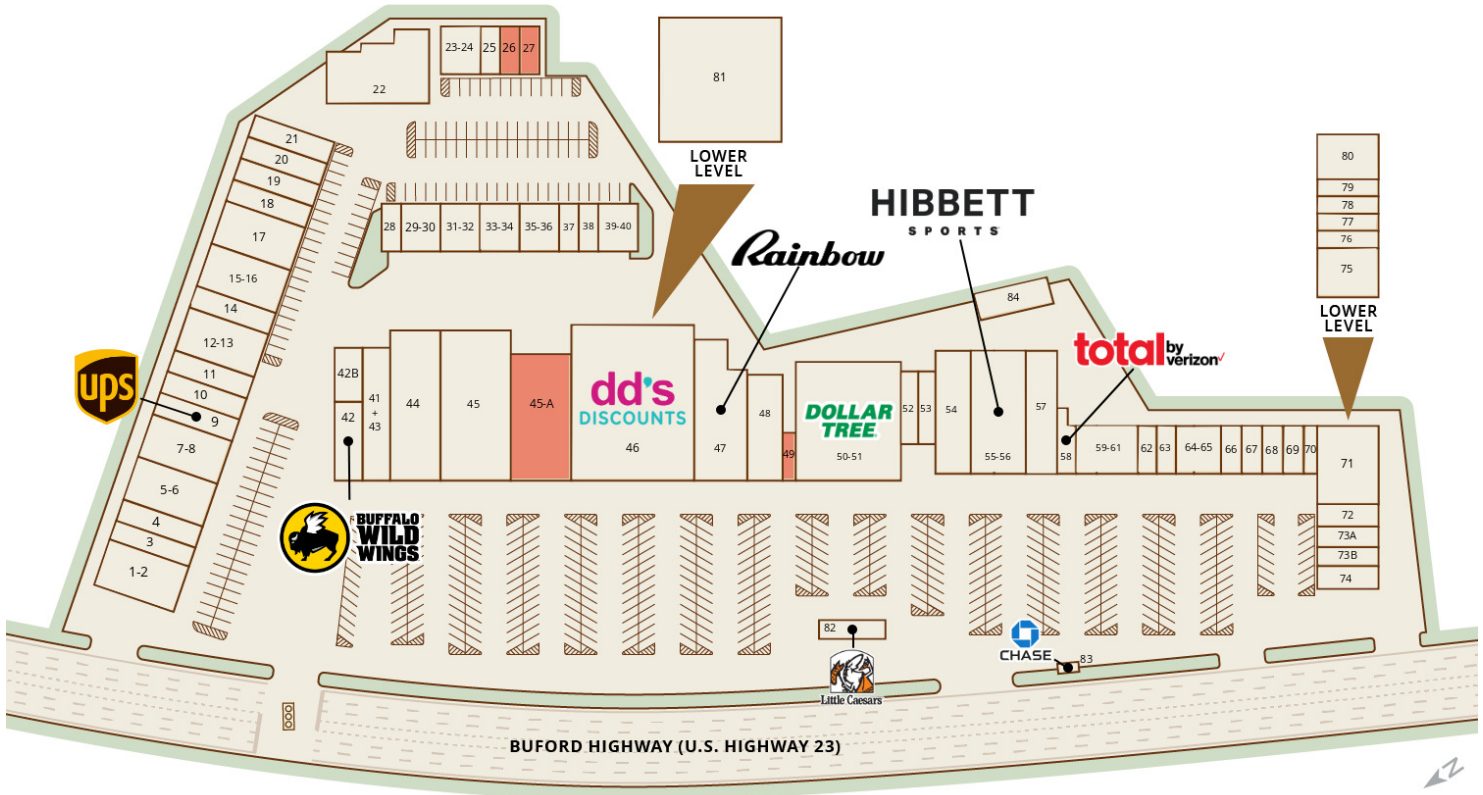 23-24
25
26
27
22
81
LOWER
LEVEL
21
20
19
18
17
15-16
14
12-13
11
10
9
7-8
5-6
4
3
1-2
ups
28
29-30
31-32
33-34
35-36
37
38
39-40
HIBBETT
SPORTS
Rainbow
84
total by
verizon
80
79
78
77
76
75
LOWER
LEVEL
42B
42
41
+
43
44
45
45-A
dd's
DISCOUNTS
46
47
48
49
DOLLAR
TREE
50-51
52
53
54
55-56
57
58
59-61
62
63
64-65
66
67
68
69
70
71
72
73A
73B
74
BUFFALO
WILD
WINGS
82
Little Caesars
CHASE
83
BUFORD HIGHWAY (U.S. HIGHWAY 23)
N